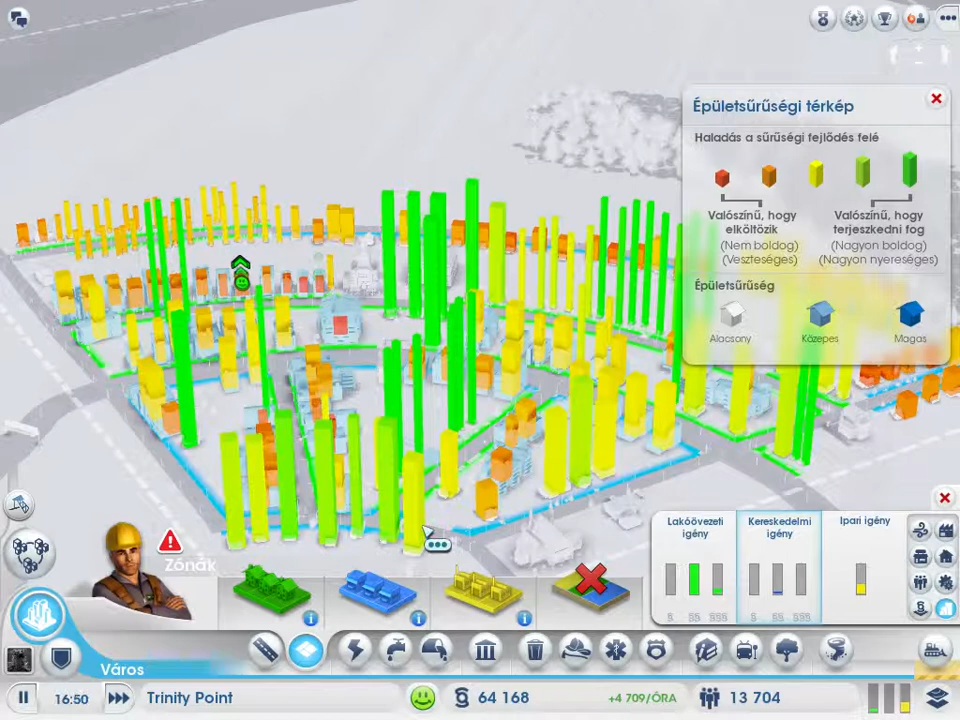 Épületsűrűségi térkép
Haladás a sűrűségi fejlődés felé
Valószínű, hogy
elköltözik
(Nem boldog)
(Veszteséges)
Valószínű, hogy
terjeszkedni fog
(Nagyon boldog)
(Nagyon nyereséges)
Épületsűrűség
Alacsony
Közepes
Magas
Zónák
Lakóövezeti
igény
Kereskedelmi
igény
Ipari igény
§ §§ §§§
§ §§ §§§
Város
16:50
Trinity Point
64 168
+4 709/ÓRA
13 704